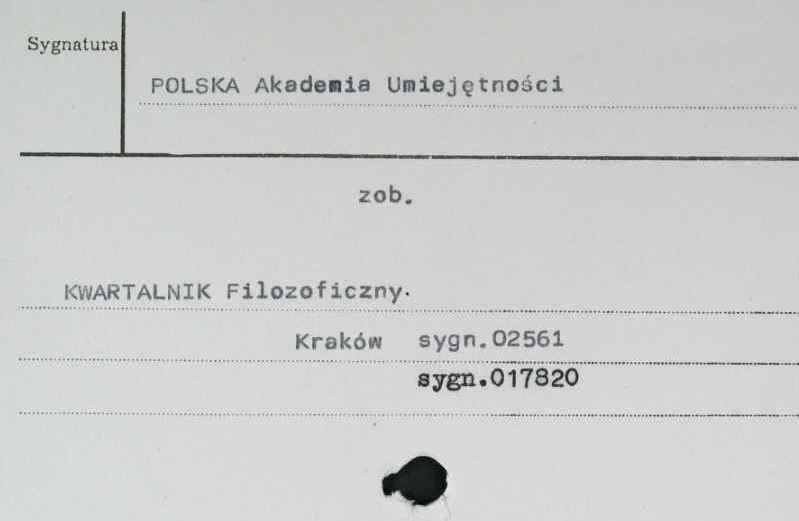 Sygnatura
POLSKA Akademia Umiejętności
zob.
KWARTALNIK Filozoficzny.
Kraków sygn.02561
sygn.017820